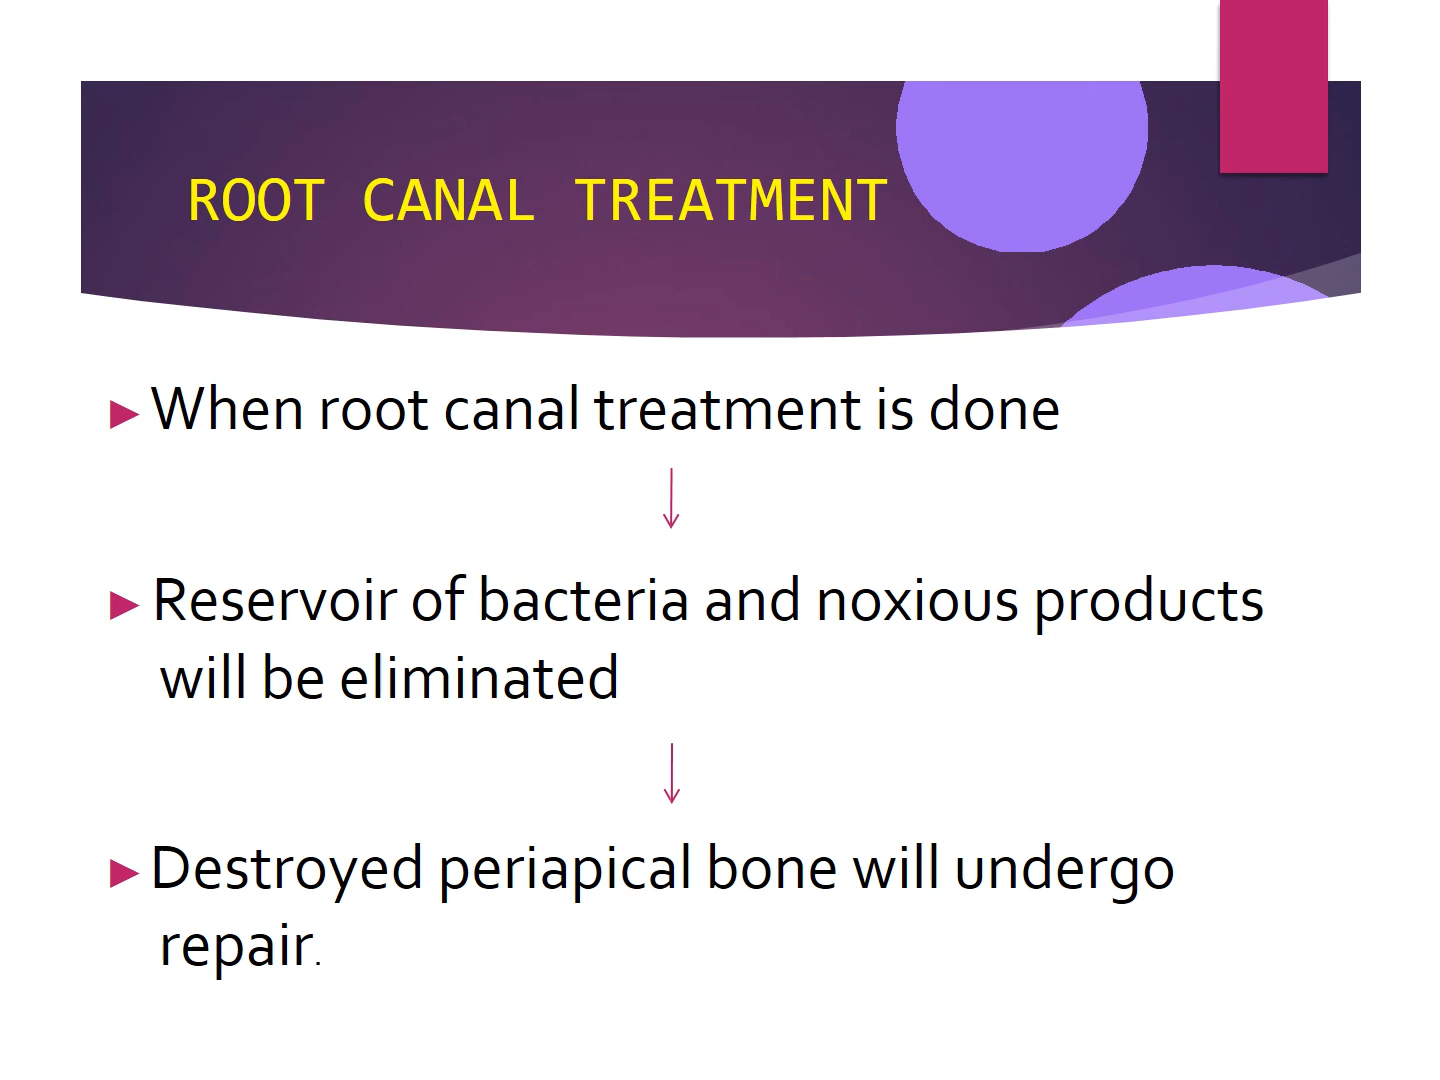 ROOT CANAL TREATMENT
When root canal treatment is done
Reservoir of bacteria and noxious products
will be eliminated
Destroyed periapical bone will undergo
repair.